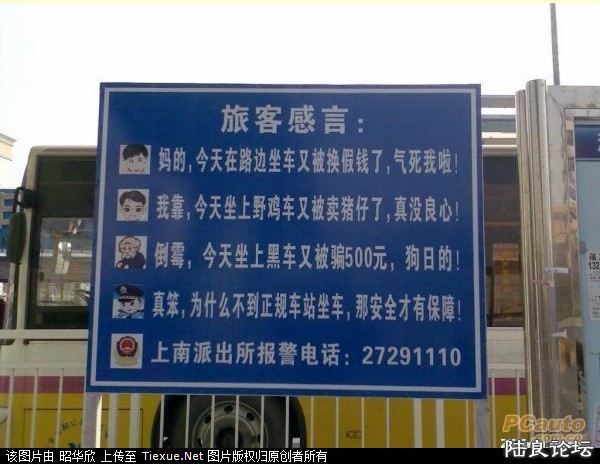 旅客感言：
妈的，今天在路边坐车又被换假钱了，气死我啦！
我靠，今天坐上野鸡车又被卖猪仔了，真没良心！
倒霉，今天坐上黑车又被骗500元，狗日的！
真笨，为什么不到正规车站坐车，那安全才有保障！
上南派出所报警电话：27291110
PCauto
陆良论坛
该图片由 昭华欣 上传至 Tiexue.Net 图片版权归原创者所有